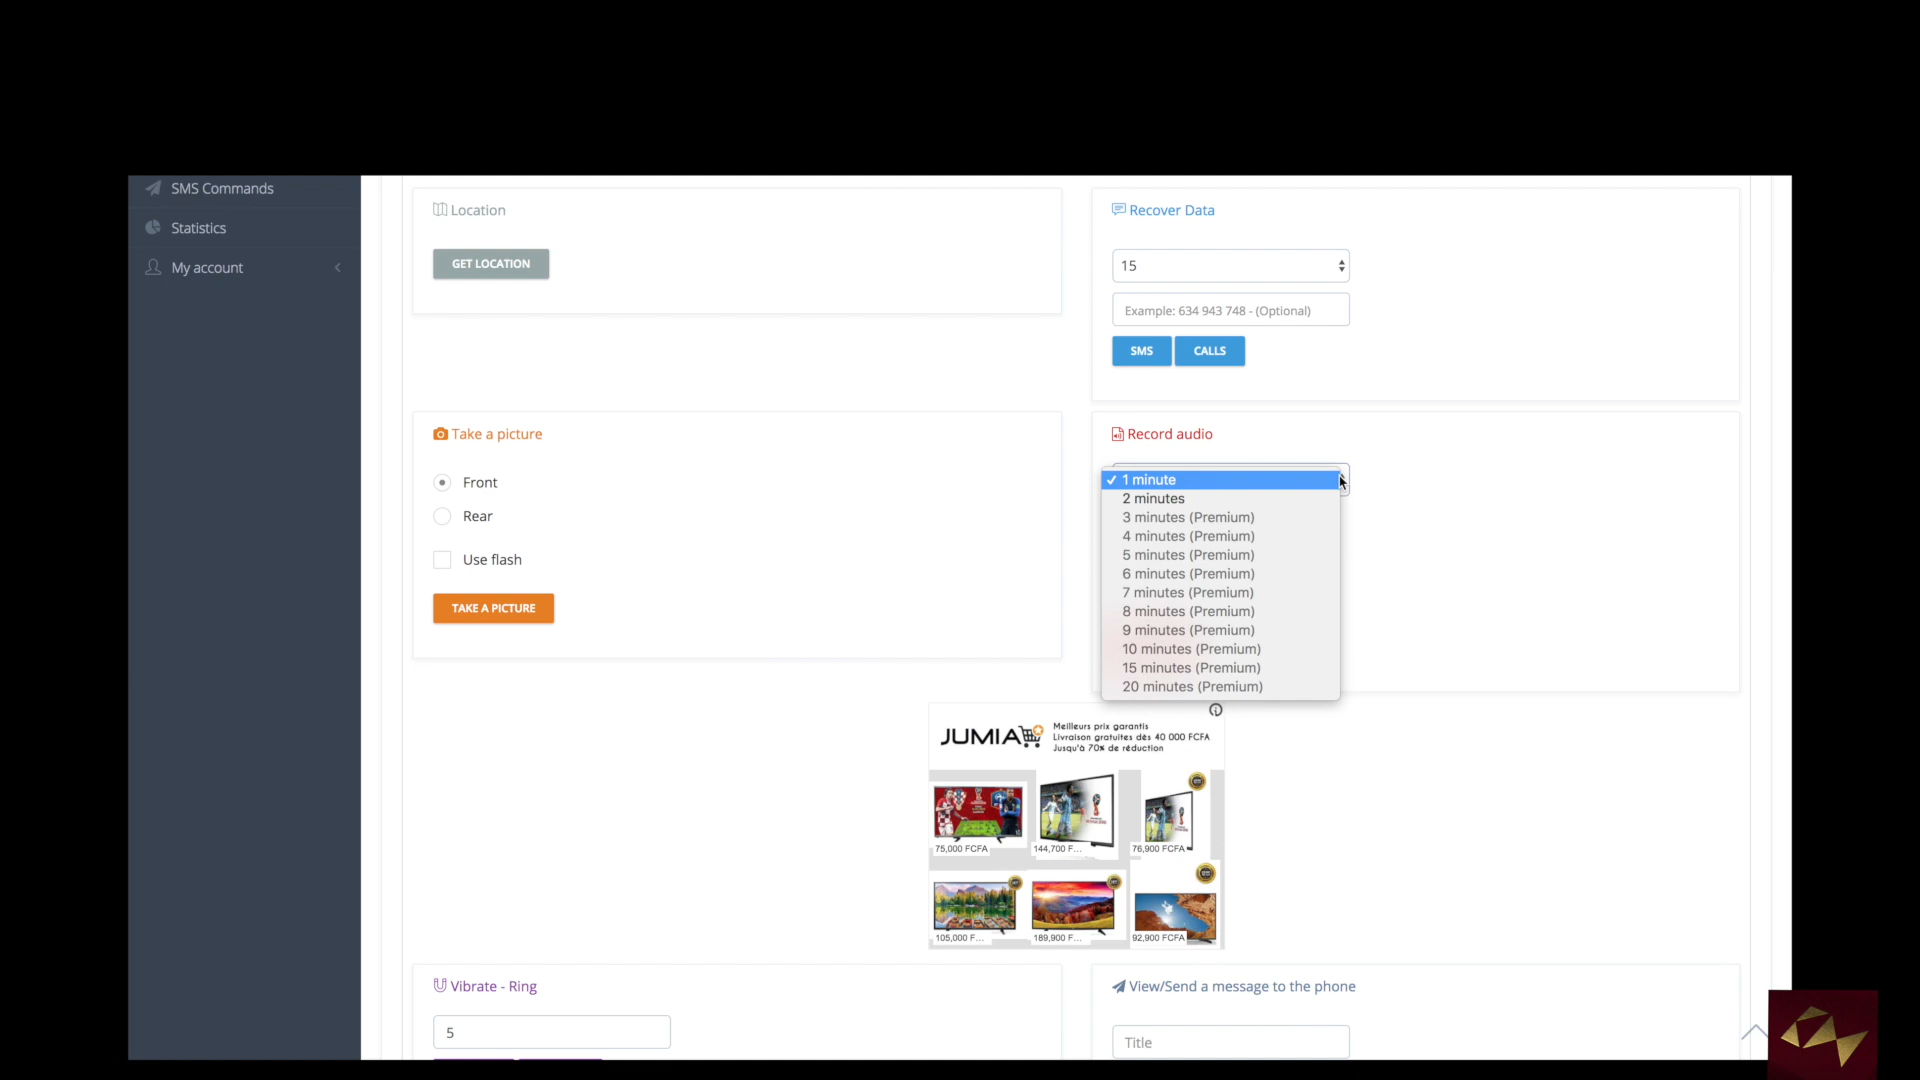 SMS Commands
Statistics
My account
Location
GET LOCATION
Recover Data
15
Example: 634 943 748 - (Optional)
SMS
CALLS
Take a picture
Front
Rear
Use flash
TAKE A PICTURE
Record audio
✓ 1 minute
2 minutes
3 minutes (Premium)
4 minutes (Premium)
5 minutes (Premium)
6 minutes (Premium)
7 minutes (Premium)
8 minutes (Premium)
9 minutes (Premium)
10 minutes (Premium)
15 minutes (Premium)
20 minutes (Premium)
JUMIA
Meilleurs prix garantis
Livraison gratuites dès 40 000 FCFA
Jusqu'à 70% de réduction
75,000 FCFA
144,700 F...
76,900 FCFA
105,000 F...
189,900 F...
92,900 FCFA
Vibrate - Ring
5
View/Send a message to the phone
Title